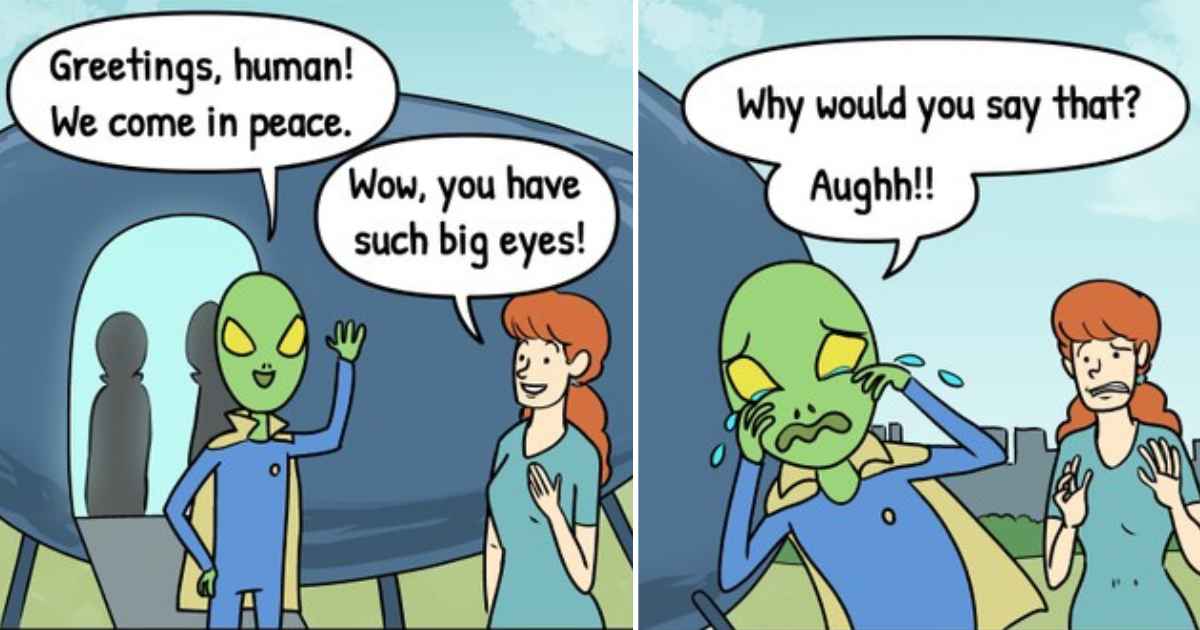 Greetings, human!
We come in peace.
Wow, you have
such big eyes!
Why would you say that?
Aughh!!